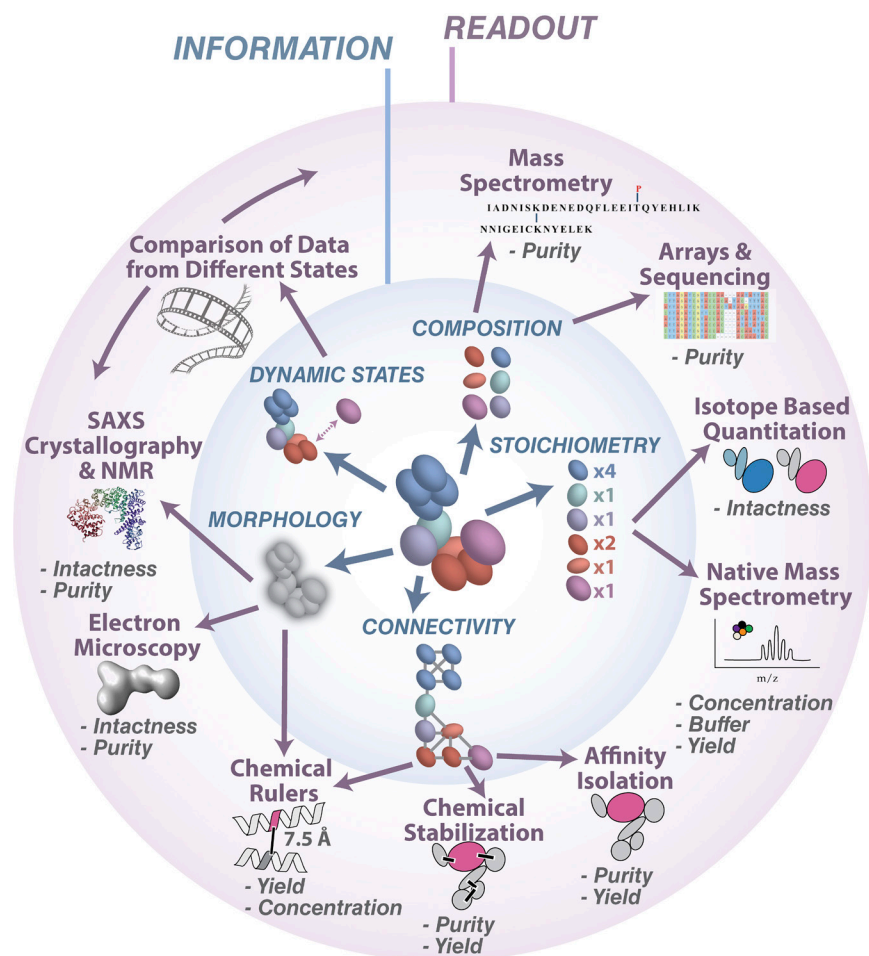 INFORMATION
READOUT
Mass
Spectrometry
P
IADNISKDENEDQFLEEITQYEHLIK
NNIGEICKNYELEK
- Purity
Arrays &
Sequencing
- Purity
Comparison of Data
from Different States
COMPOSITION
DYNAMIC STATES
STOICHIOMETRY
x4
x1
x1
x2
x1
x1
Isotope Based
Quantitation
- Intactness
SAXS
Crystallography
& NMR
- Intactness
- Purity
MORPHOLOGY
Native Mass
Spectrometry
m/z
- Concentration
- Buffer
- Yield
Electron
Microscopy
- Intactness
- Purity
CONNECTIVITY
Chemical
Rulers
7.5 Å
- Yield
- Concentration
Chemical
Stabilization
- Purity
- Yield
Affinity
Isolation
- Purity
- Yield